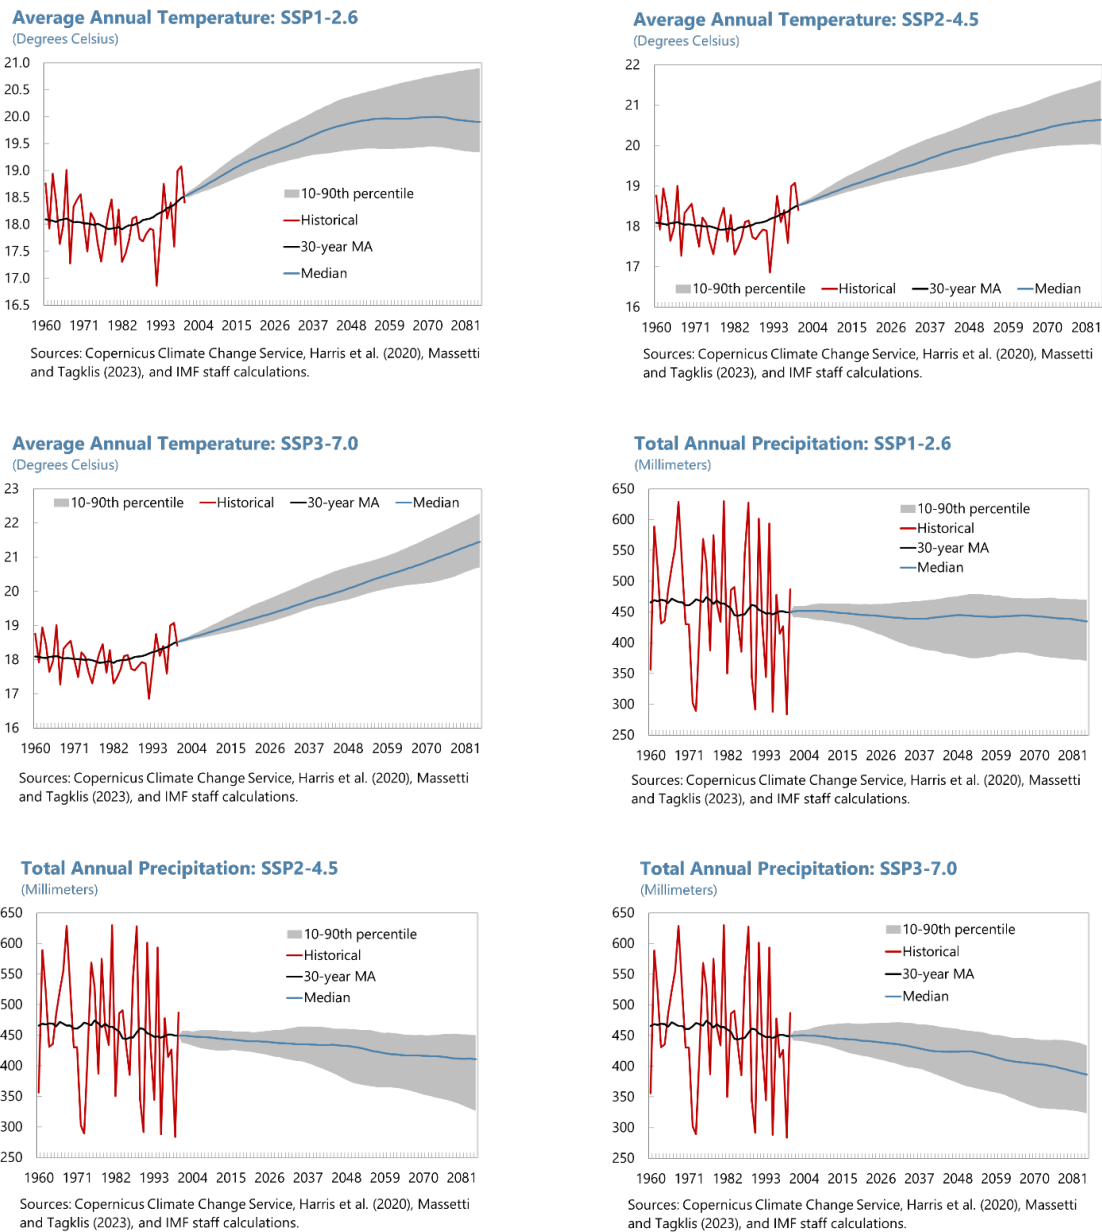 Average Annual Temperature: SSP1-2.6
(Degrees Celsius)
21.0
20.5
20.0
19.5
19.0
18.5
18.0
17.5
17.0
16.5
10-90th percentile
Historical
30-year MA
Median
1960 1971 1982 1993 2004 2015 2026 2037 2048 2059 2070 2081
Sources: Copernicus Climate Change Service, Harris et al. (2020), Massetti
and Tagklis (2023), and IMF staff calculations.
Average Annual Temperature: SSP2-4.5
(Degrees Celsius)
22
21
20
19
18
17
16
10-90th percentile Historical 30-year MA Median
1960 1971 1982 1993 2004 2015 2026 2037 2048 2059 2070 2081
Sources: Copernicus Climate Change Service, Harris et al. (2020), Massetti
and Tagklis (2023), and IMF staff calculations.
Average Annual Temperature: SSP3-7.0
(Degrees Celsius)
23
22
21
20
19
18
17
16
10-90th percentile Historical 30-year MA Median
1960 1971 1982 1993 2004 2015 2026 2037 2048 2059 2070 2081
Sources: Copernicus Climate Change Service, Harris et al. (2020), Massetti
and Tagklis (2023), and IMF staff calculations.
Total Annual Precipitation: SSP1-2.6
(Millimeters)
650
600
550
500
450
400
350
300
250
10-90th percentile
Historical
30-year MA
Median
1960 1971 1982 1993 2004 2015 2026 2037 2048 2059 2070 2081
Sources: Copernicus Climate Change Service, Harris et al. (2020), Massetti
and Tagklis (2023), and IMF staff calculations.
Total Annual Precipitation: SSP2-4.5
(Millimeters)
650
600
550
500
450
400
350
300
250
10-90th percentile
Historical
30-year MA
Median
1960 1971 1982 1993 2004 2015 2026 2037 2048 2059 2070 2081
Sources: Copernicus Climate Change Service, Harris et al. (2020), Massetti
and Tagklis (2023), and IMF staff calculations.
Total Annual Precipitation: SSP3-7.0
(Millimeters)
650
600
550
500
450
400
350
300
250
10-90th percentile
Historical
30-year MA
Median
1960 1971 1982 1993 2004 2015 2026 2037 2048 2059 2070 2081
Sources: Copernicus Climate Change Service, Harris et al. (2020), Massetti
and Tagklis (2023), and IMF staff calculations.